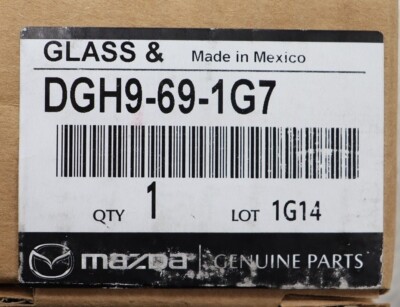 GLASS & Made in Mexico
DGH9-69-1G7
QTY 1 LOT 1G14
mazda GENUINE PARTS